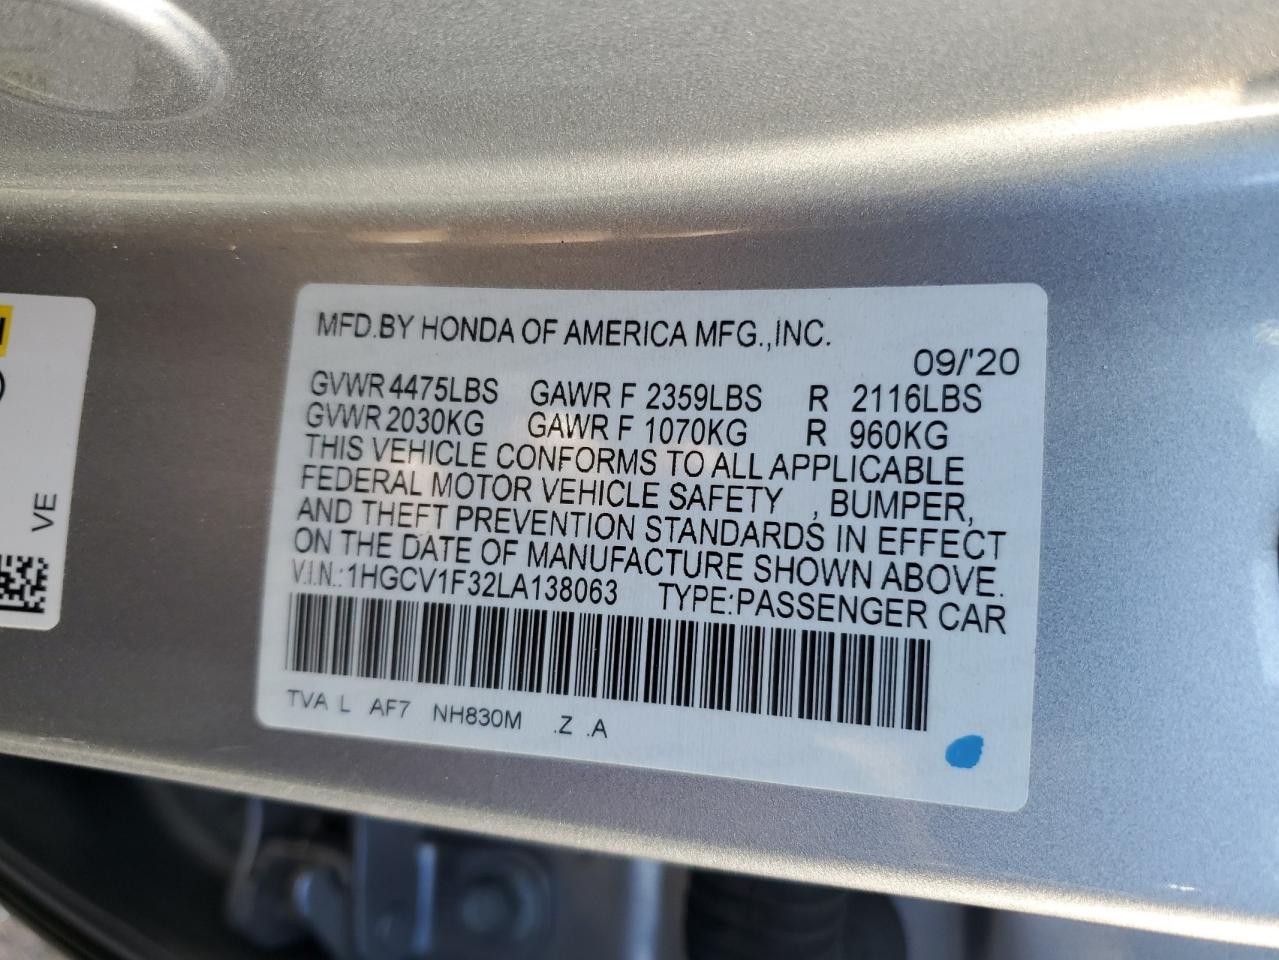 MFD.BY HONDA OF AMERICA MFG.,INC.
09/'20
GVWR 4475LBS GAWR F 2359LBS R 2116LBS
GVWR 2030KG GAWR F 1070KG R 960KG
THIS VEHICLE CONFORMS TO ALL APPLICABLE
FEDERAL MOTOR VEHICLE SAFETY , BUMPER,
AND THEFT PREVENTION STANDARDS IN EFFECT
ON THE DATE OF MANUFACTURE SHOWN ABOVE.
V.I.N.:1HGCV1F32LA138063 TYPE:PASSENGER CAR
TVA L AF7 NH830M .Z .A
VE